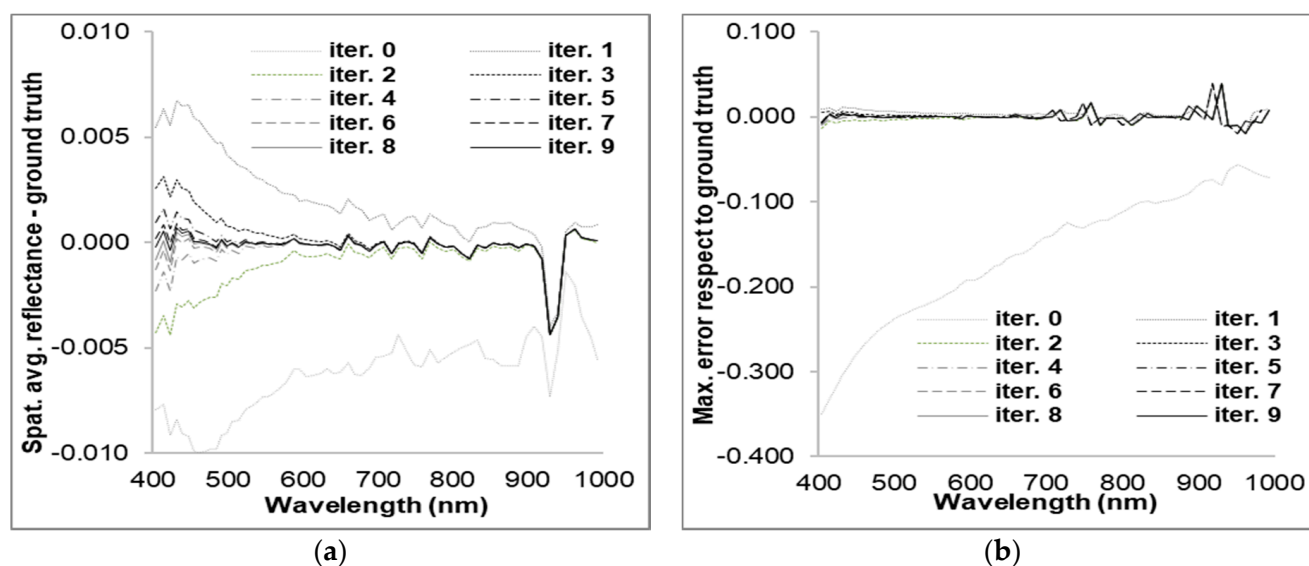 Spat. avg. reflectance - ground truth
0.010
0.005
0.000
-0.005
-0.010
iter. 0 iter. 1
iter. 2 iter. 3
iter. 4 iter. 5
iter. 6 iter. 7
iter. 8 iter. 9
400 500 600 700 800 900 1000
Wavelength (nm)
(a)
Max. error respect to ground truth
0.100
0.000
-0.100
-0.200
-0.300
-0.400
iter. 0 iter. 1
iter. 2 iter. 3
iter. 4 iter. 5
iter. 6 iter. 7
iter. 8 iter. 9
400 500 600 700 800 900 1000
Wavelength (nm)
(b)